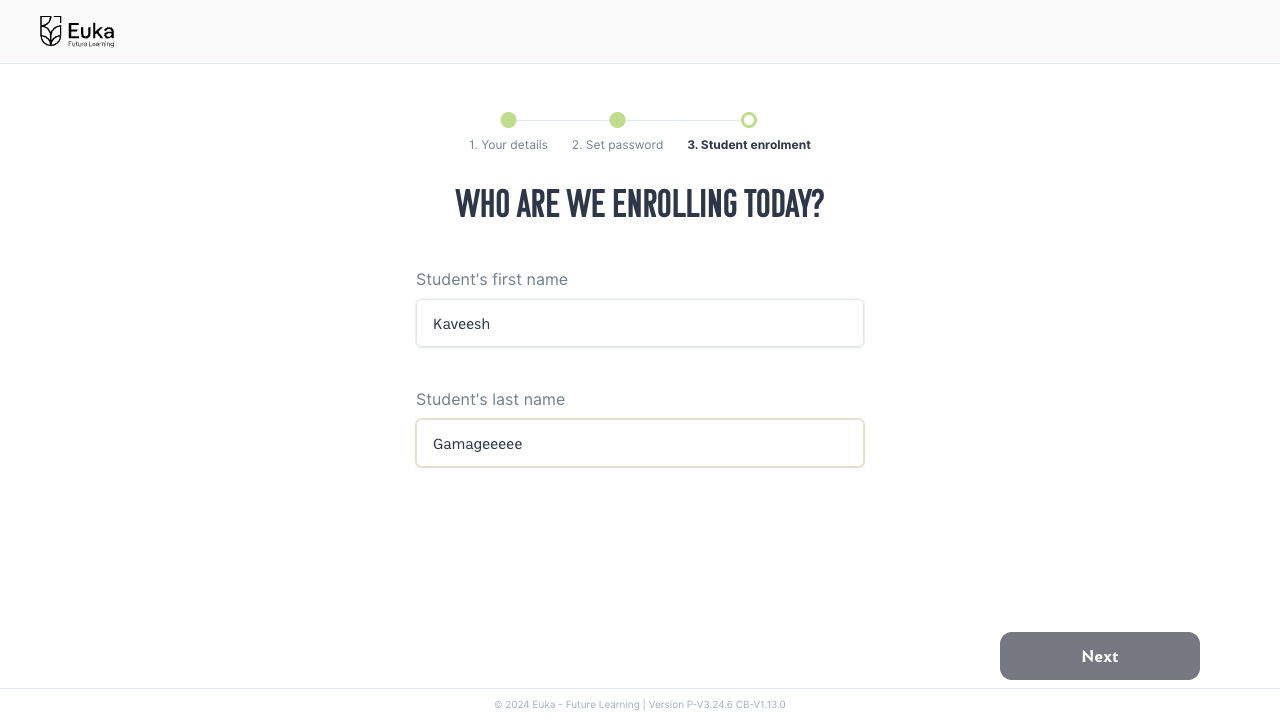 Euka
Future Learning
1. Your details
2. Set password
3. Student enrolment
WHO ARE WE ENROLLING TODAY?
Student's first name
Kaveesh
Student's last name
Gamageeeee
Next
© 2024 Euka - Future Learning | Version P-V3.24.6 CB-V1.13.0